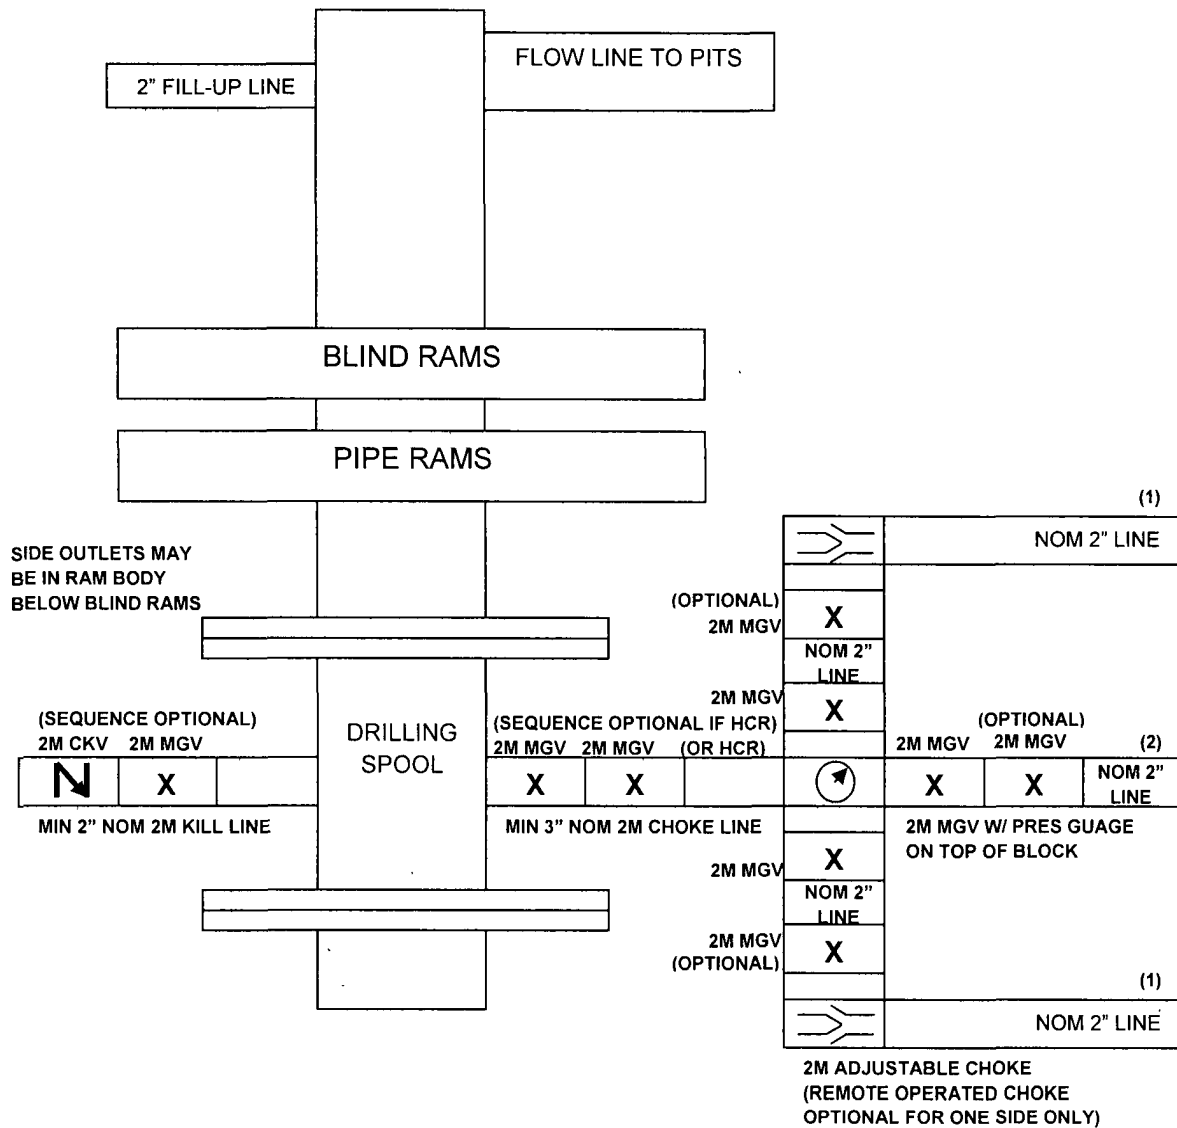 FLOW LINE TO PITS
2" FILL-UP LINE
BLIND RAMS
PIPE RAMS
SIDE OUTLETS MAY
BE IN RAM BODY
BELOW BLIND RAMS
(1)
NOM 2" LINE
(OPTIONAL)
2M MGV
X
NOM 2"
LINE
2M MGV
X
(SEQUENCE OPTIONAL)
2M CKV
2M MGV
X
MIN 2" NOM 2M KILL LINE
DRILLING
SPOOL
(SEQUENCE OPTIONAL IF HCR)
2M MGV
2M MGV
(OR HCR)
X
X
MIN 3" NOM 2M CHOKE LINE
(OPTIONAL)
2M MGV
2M MGV
(2)
X
X
NOM 2"
LINE
2M MGV W/ PRES GUAGE
ON TOP OF BLOCK
2M MGV
X
NOM 2"
LINE
2M MGV
(OPTIONAL)
X
(1)
NOM 2" LINE
2M ADJUSTABLE CHOKE
(REMOTE OPERATED CHOKE
OPTIONAL FOR ONE SIDE ONLY)